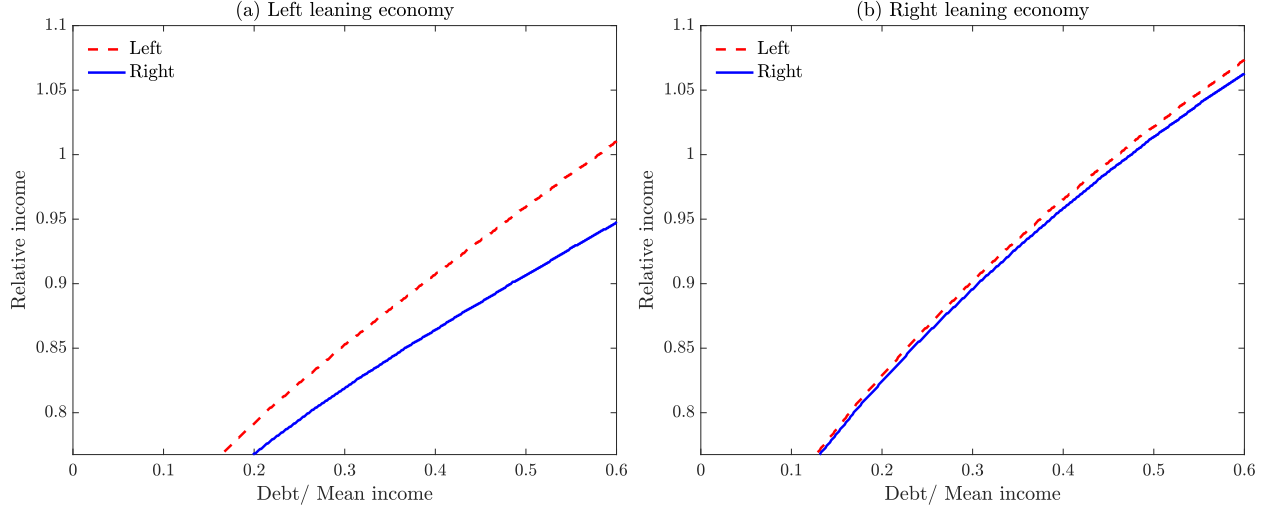 (a) Left leaning economy
Left
Right
1.1
1.05
1
0.95
0.9
0.85
0.8
Relative income
0
0.1
0.2
0.3
0.4
0.5
0.6
Debt/ Mean income
(b) Right leaning economy
Left
Right
1.1
1.05
1
0.95
0.9
0.85
0.8
Relative income
0
0.1
0.2
0.3
0.4
0.5
0.6
Debt/ Mean income